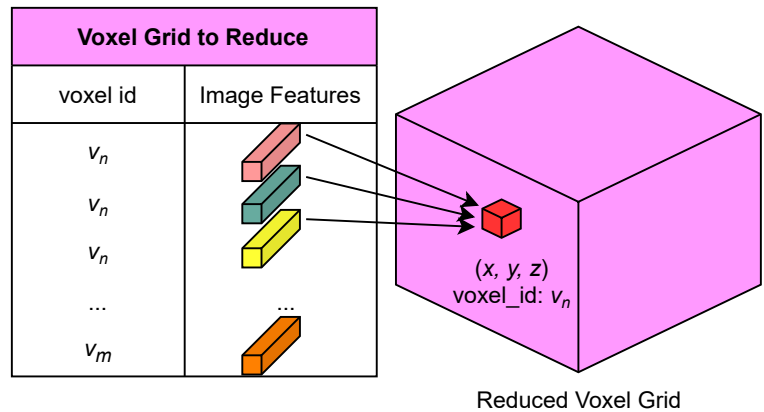 Voxel Grid to Reduce
voxel id Image Features
vₙ
vₙ
vₙ
... ...
vₘ
(x, y, z)
voxel_id: vₙ
Reduced Voxel Grid